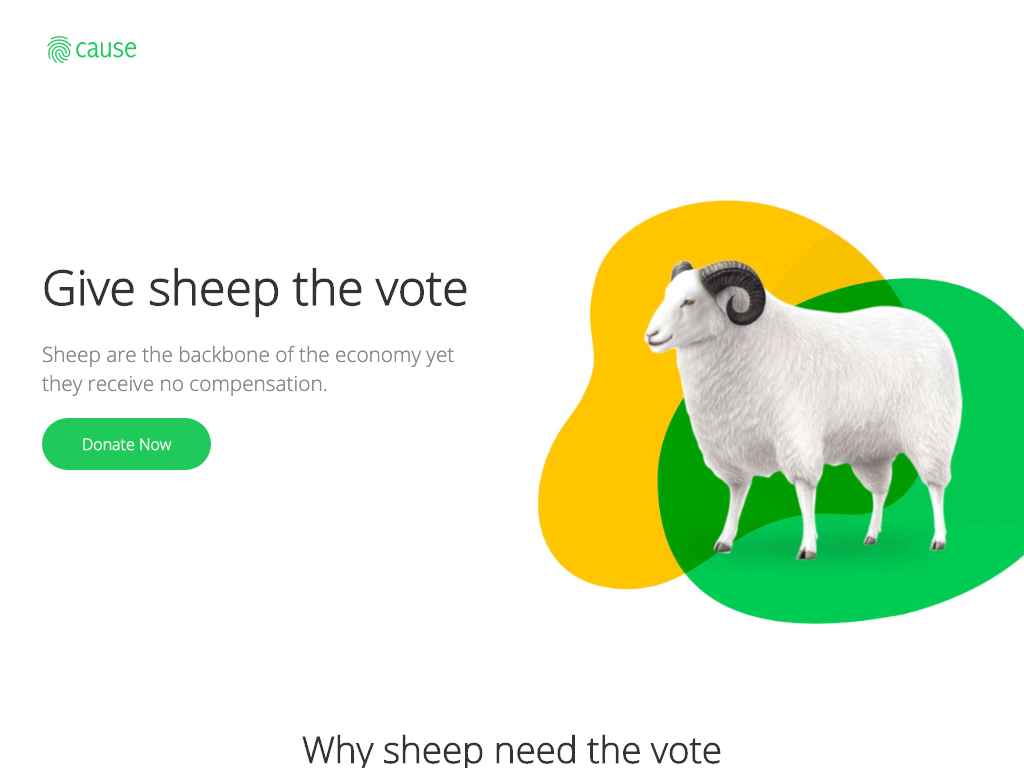 cause
Give sheep the vote
Sheep are the backbone of the economy yet
they receive no compensation.
Donate Now
Why sheep need the vote